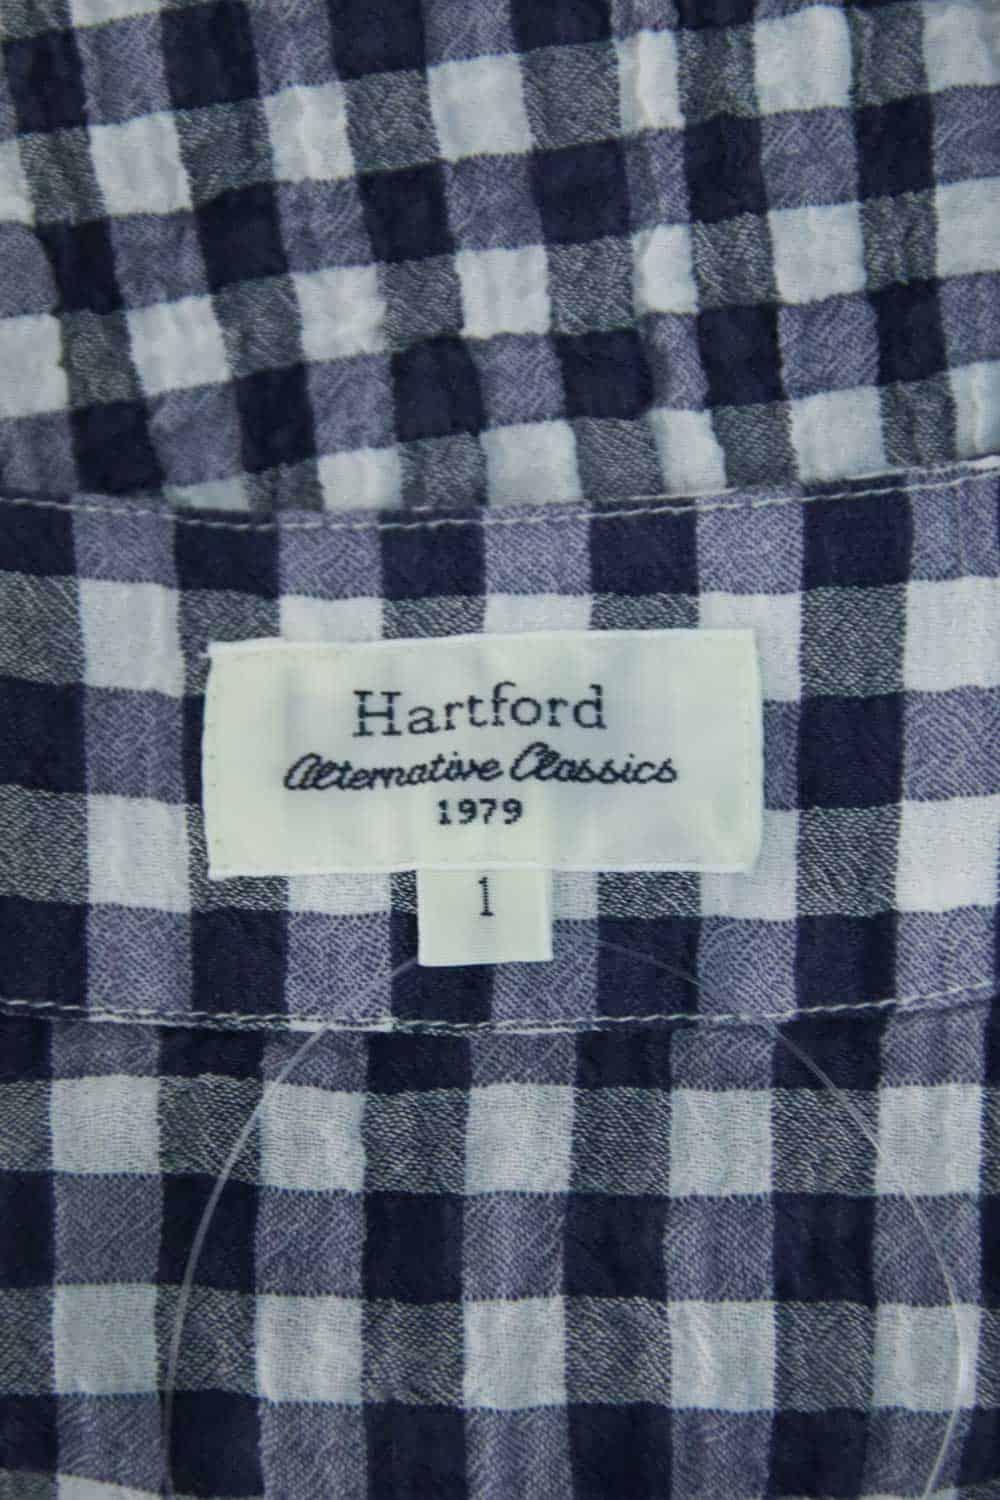 Hartford
Alternative Classics
1979
1